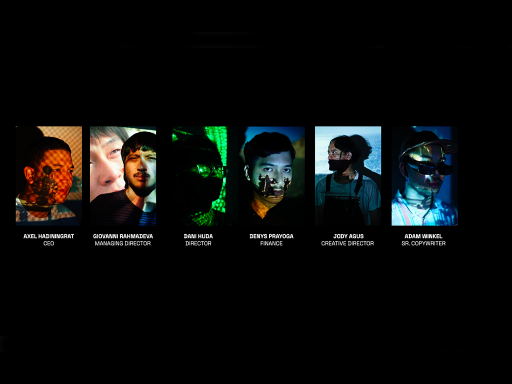 AXEL HADININGRAT
CEO
GIOVANNI RAHMADEVA
MANAGING DIRECTOR
DANI HUDA
DIRECTOR
DENYS PRAYOGA
FINANCE
JODY AGUS
CREATIVE DIRECTOR
ADAM WINKEL
SR. COPYWRITER